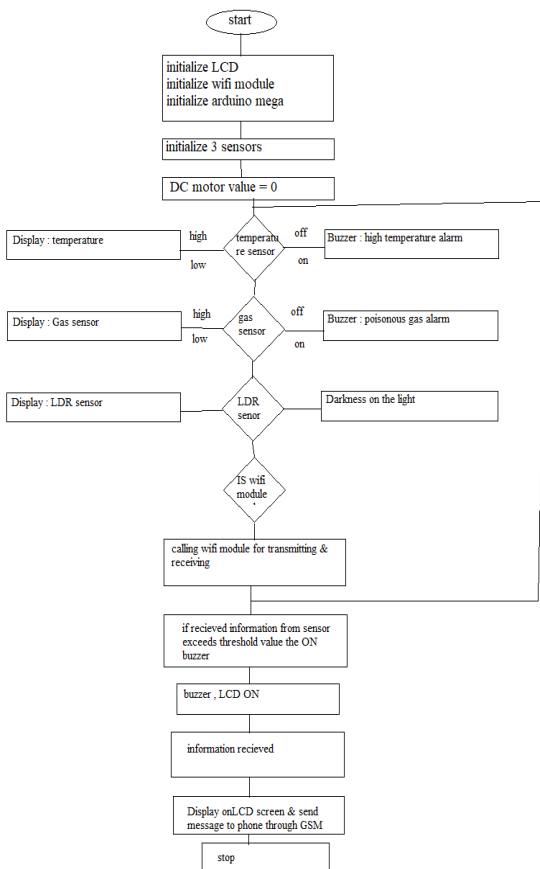 start
initialize LCD
initialize wifi module
initialize arduino mega
initialize 3 sensors
DC motor value = 0
Display : temperature
high
low
temperatu
re sensor
off
on
Buzzer : high temperature alarm
Display : Gas sensor
high
low
gas
sensor
off
on
Buzzer : poisonous gas alarm
Display : LDR sensor
LDR
senor
Darkness on the light
IS wifi
module
calling wifi module for transmitting &
receiving
if recieved information from sensor
exceeds threshold value the ON
buzzer
buzzer , LCD ON
information recieved
Display onLCD screen & send
message to phone through GSM
stop